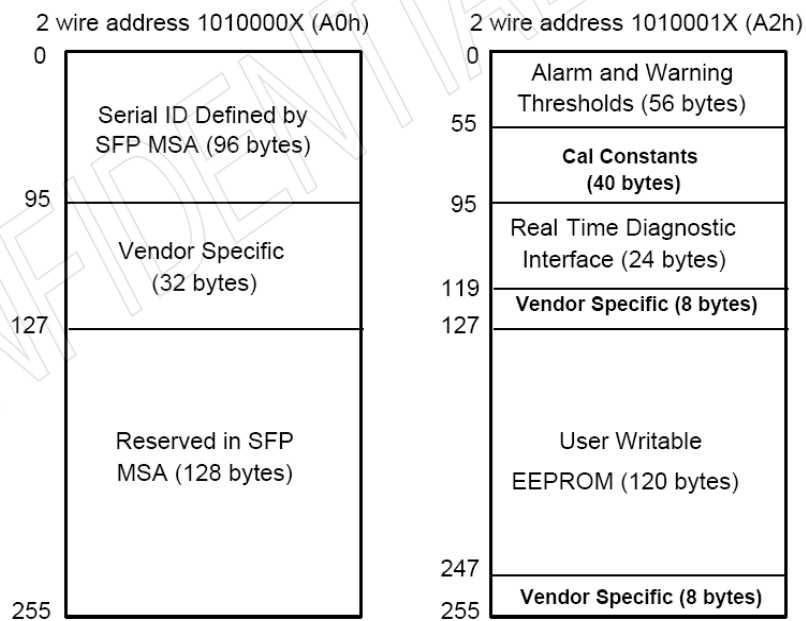 2 wire address 1010000X (A0h)
0
Serial ID Defined by
SFP MSA (96 bytes)
95
Vendor Specific
(32 bytes)
127
Reserved in SFP
MSA (128 bytes)
255
2 wire address 1010001X (A2h)
0
Alarm and Warning
Thresholds (56 bytes)
55
Cal Constants
(40 bytes)
95
Real Time Diagnostic
Interface (24 bytes)
119
Vendor Specific (8 bytes)
127
User Writable
EEPROM (120 bytes)
247
Vendor Specific (8 bytes)
255
NFIDENTIA